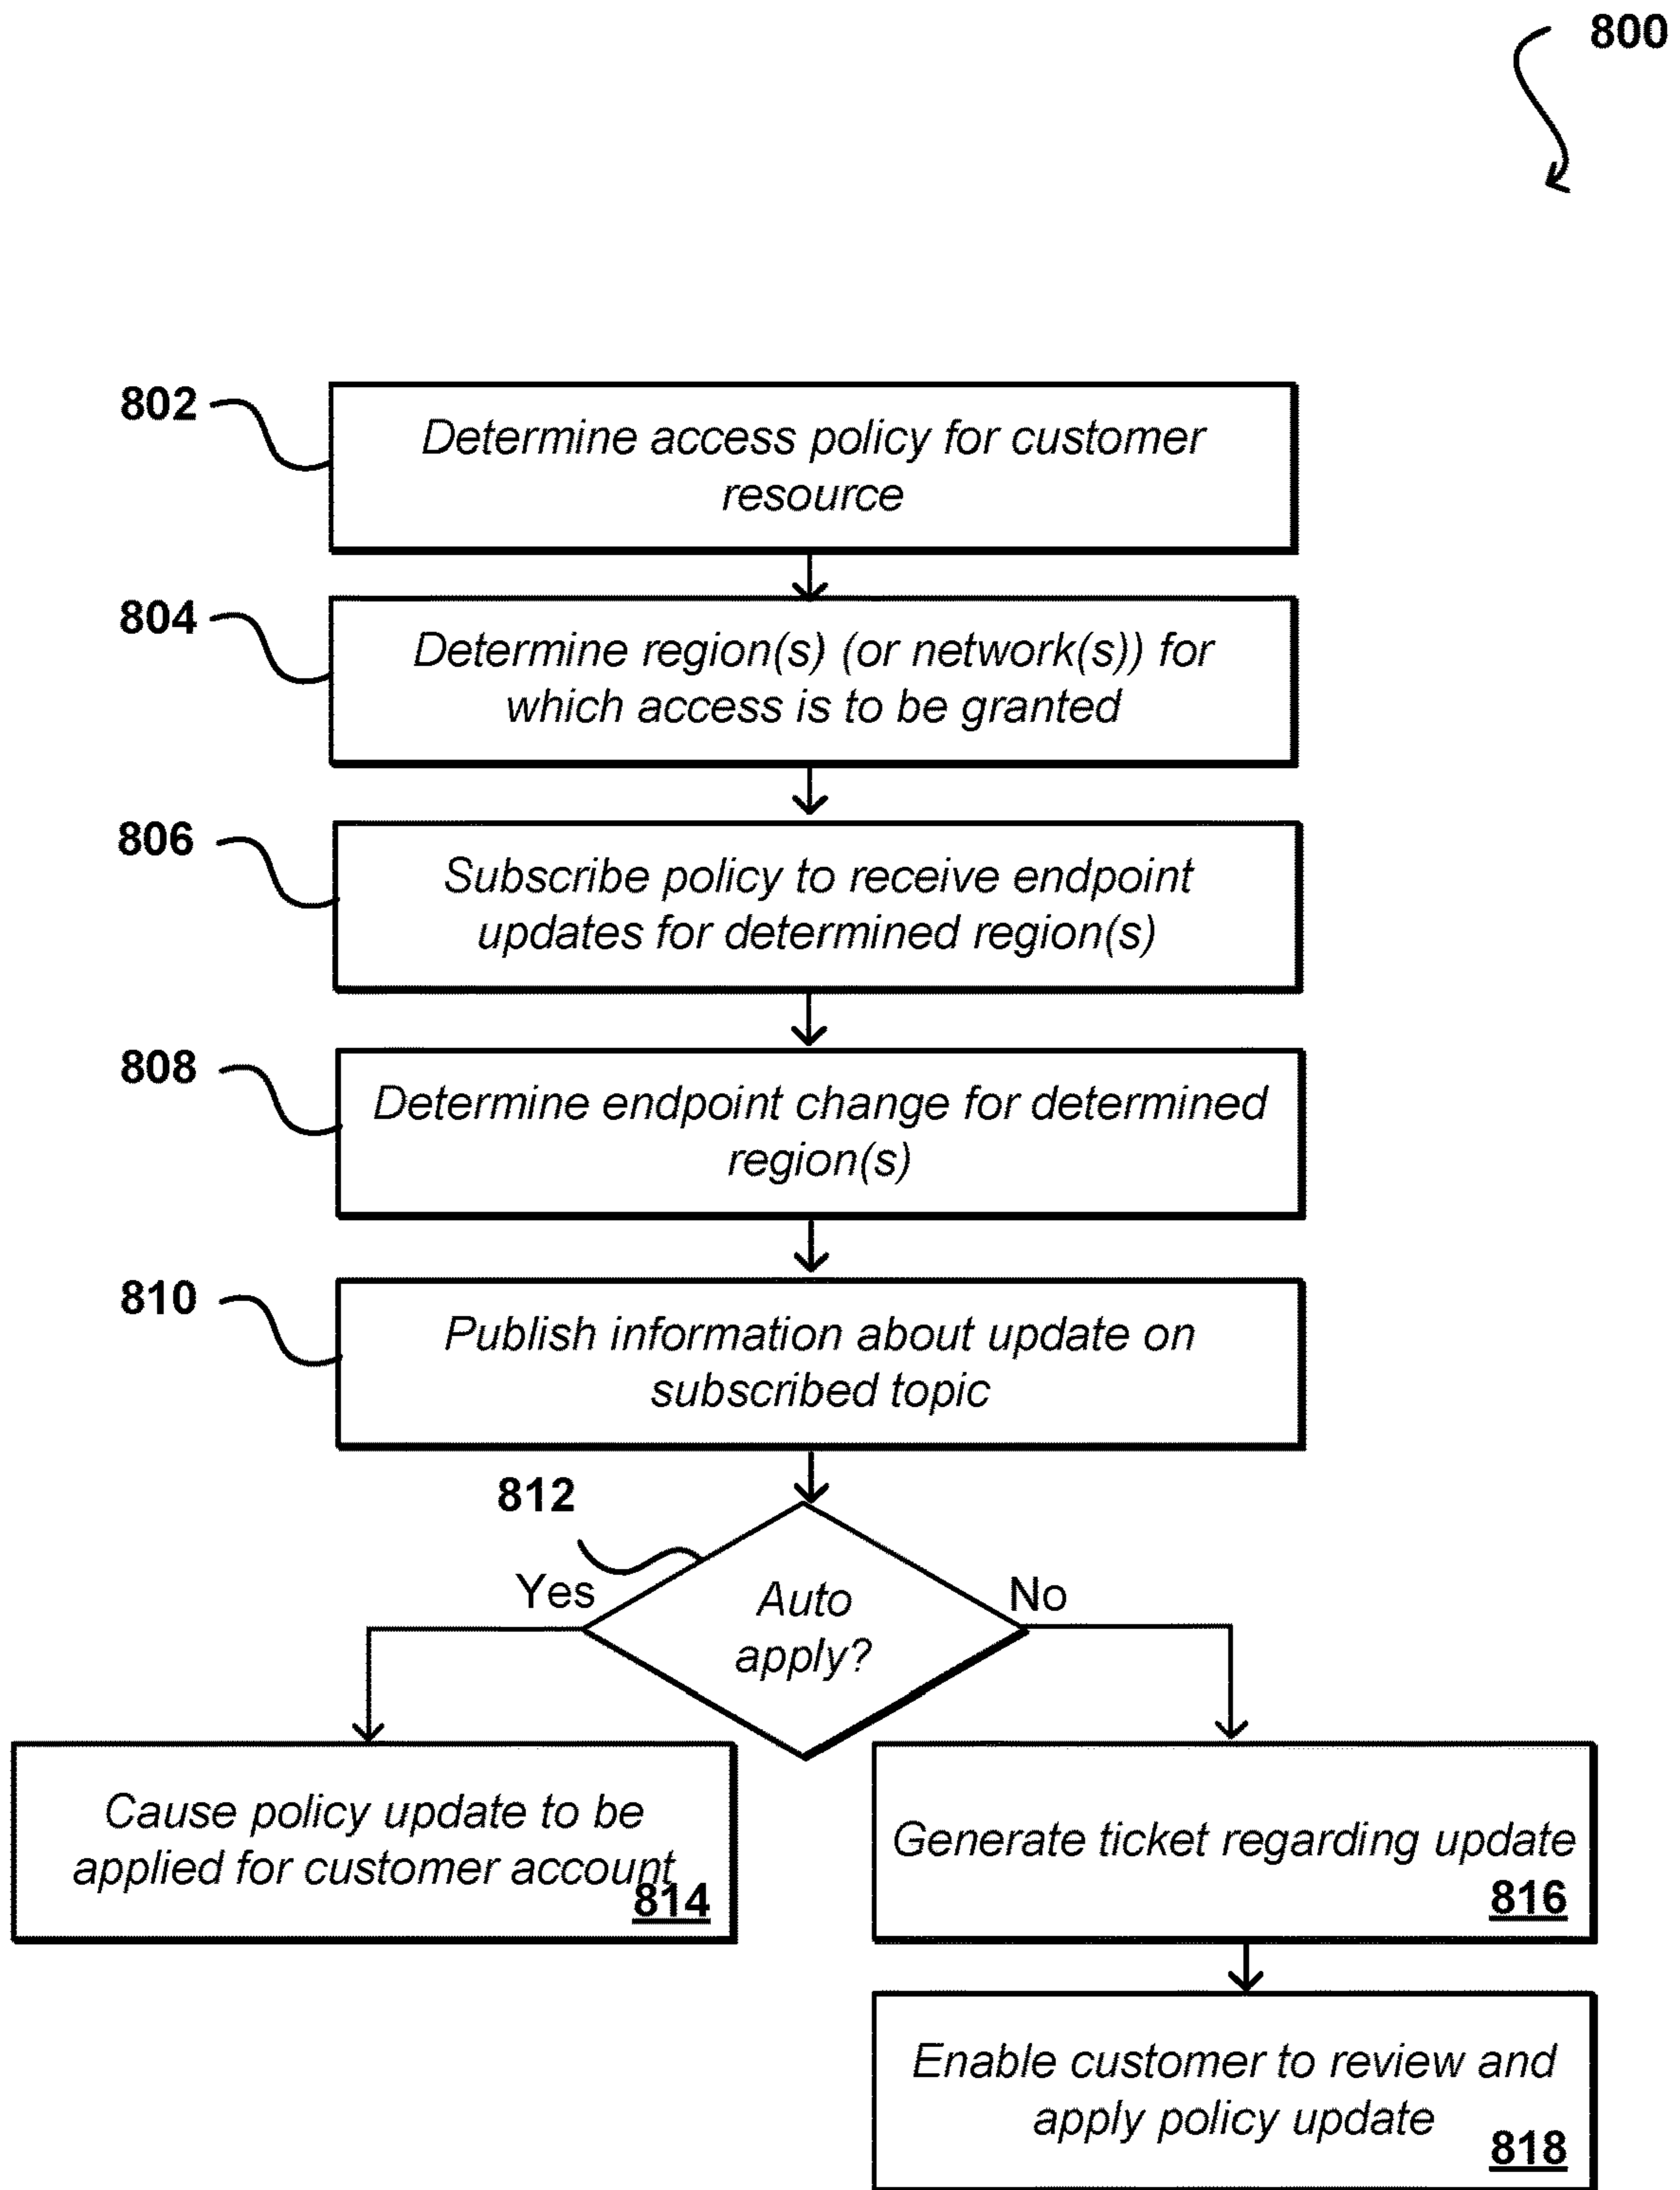 800
802
Determine access policy for customer
resource
804
Determine region(s) (or network(s)) for
which access is to be granted
806
Subscribe policy to receive endpoint
updates for determined region(s)
808
Determine endpoint change for determined
region(s)
810
Publish information about update on
subscribed topic
812
Yes
Auto
apply?
No
Cause policy update to be
applied for customer account
814
Generate ticket regarding update
816
Enable customer to review and
apply policy update
818